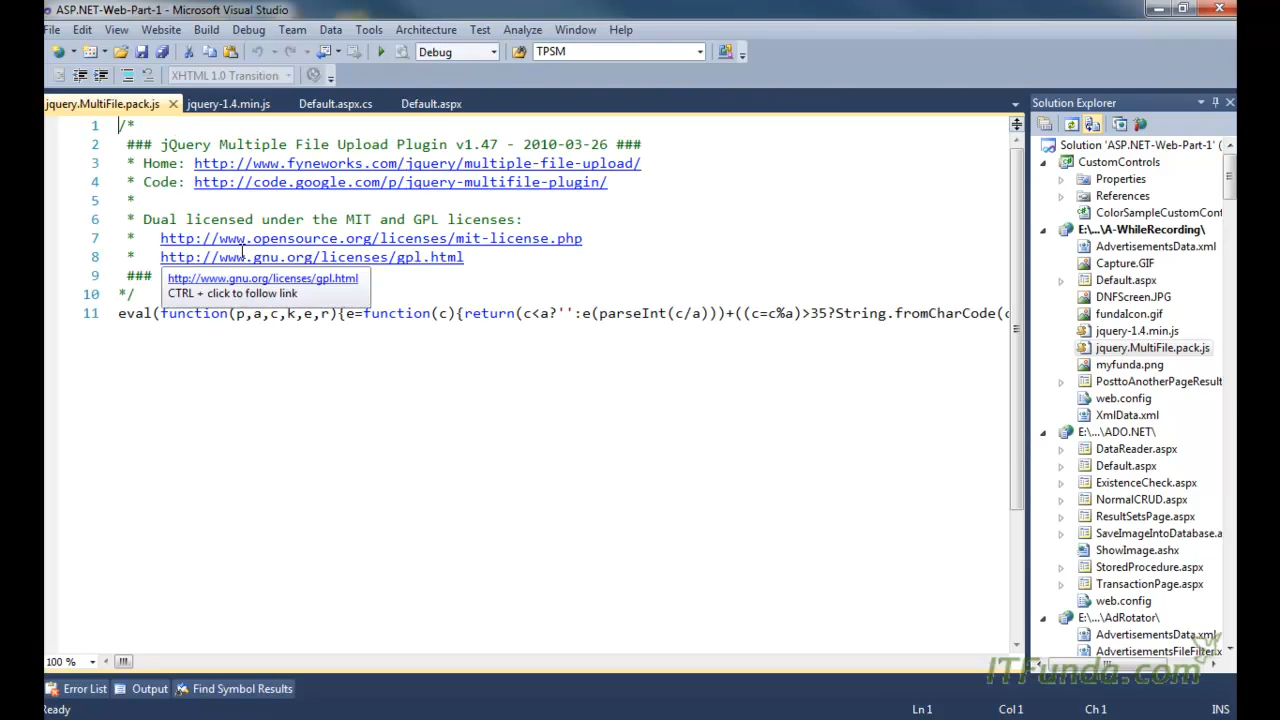 ASP.NET-Web-Part-1 - Microsoft Visual Studio
File Edit View Website Build Debug Team Data Tools Architecture Test Analyze Window Help
Debug TPSM
XHTML 1.0 Transition
jquery.MultiFile.pack.js jquery-1.4.min.js Default.aspx.cs Default.aspx
1 /*
2 ### jQuery Multiple File Upload Plugin v1.47 - 2010-03-26 ###
3 * Home: http://www.fyneworks.com/jquery/multiple-file-upload/
4 * Code: http://code.google.com/p/jquery-multifile-plugin/
5 *
6 * Dual licensed under the MIT and GPL licenses:
7 * http://www.opensource.org/licenses/mit-license.php
8 * http://www.gnu.org/licenses/gpl.html
9 ###
http://www.gnu.org/licenses/gpl.html
CTRL + click to follow link
10 */
11 eval(function(p,a,c,k,e,r){e=function(c){return(c<a?'':e(parseInt(c/a)))+((c=c%a)>35?String.fromCharCode(c
100 %
Error List Output Find Symbol Results
Ready Ln 1 Col 1 Ch 1 INS
Solution Explorer
Solution 'ASP.NET-Web-Part-1' (
CustomControls
Properties
References
ColorSampleCustomCont
E:\...\A-WhileRecording\
AdvertisementsData.xml
Capture.GIF
Default.aspx
DNFScreen.JPG
fundaIcon.gif
jquery-1.4.min.js
jquery.MultiFile.pack.js
myfunda.png
PosttoAnotherPageResult
web.config
XmlData.xml
E:\...\ADO.NET\
DataReader.aspx
Default.aspx
ExistenceCheck.aspx
NormalCRUD.aspx
ResultSetsPage.aspx
SaveImageIntoDatabase.a
ShowImage.ashx
StoredProcedure.aspx
TransactionPage.aspx
web.config
E:\...\AdRotator\
AdvertisementsData.xml
AdvertisementsFileFilter.x
ITFunda.com